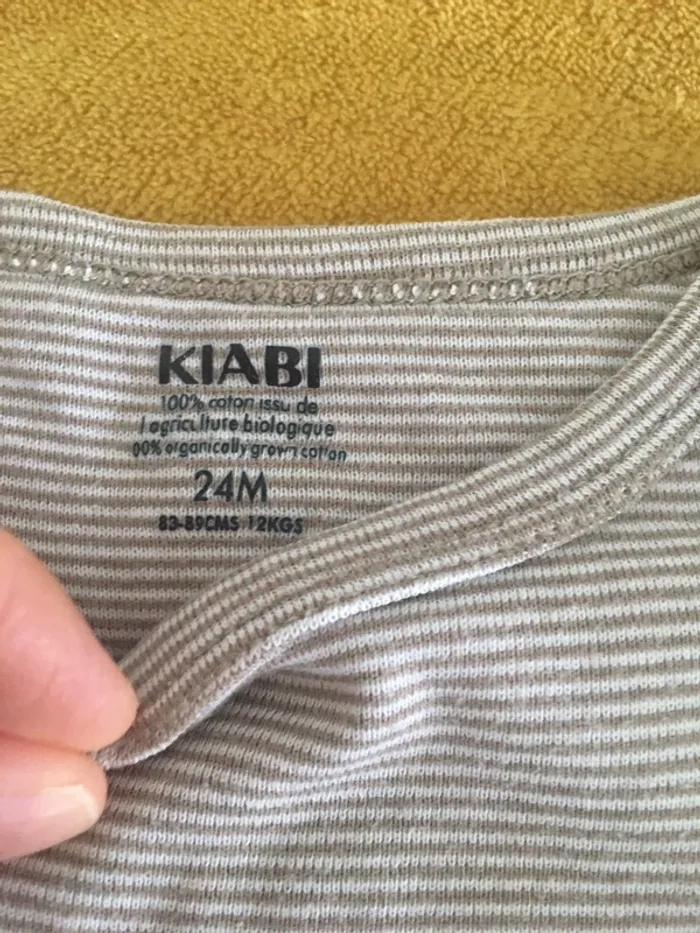 KIABI
100% coton issu de
l agriculture biologique
00% organically grown cotton
24M
83-89CMS 12KGS